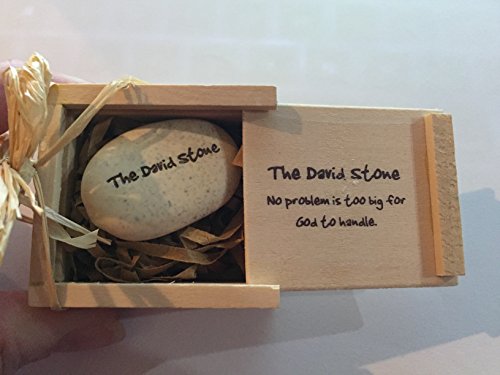 The David Stone
The David Stone
No problem is too big for
God to handle.